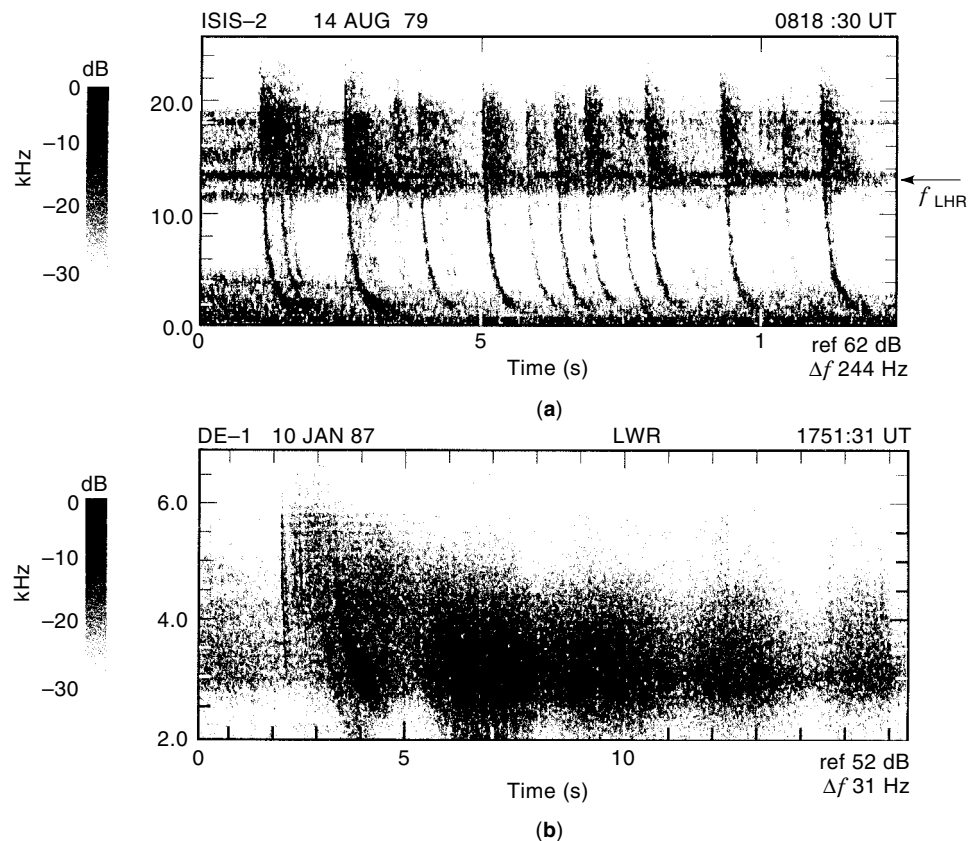 ISIS–2 14 AUG 79 0818 :30 UT
dB
0
–10
–20
–30
kHz
20.0
10.0
0.0
f LHR
0 5 1
Time (s)
ref 62 dB
Δf 244 Hz
(a)
DE–1 10 JAN 87 LWR 1751:31 UT
dB
0
–10
–20
–30
kHz
6.0
4.0
2.0
0 5 10
Time (s)
ref 52 dB
Δf 31 Hz
(b)